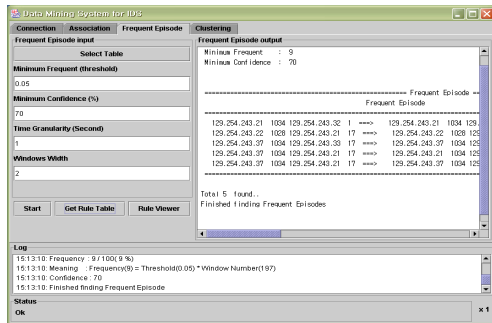 Data Mining System for IDS
Connection Association Frequent Episode Clustering
Frequent Episode input
Select Table
Minimum Frequent (threshold)
0.05
Minimum Confidence (%)
70
Time Granularity (Second)
1
Windows Width
2
Start Get Rule Table Rule Viewer
Frequent Episode output
Minimum Frequent : 9
Minimum Confidence : 70
================================================ Frequent Episode ==
Frequent Episode
129.254.243.21 1034 129.254.243.32 1 ===> 129.254.243.21 1034 129.
129.254.243.22 1028 129.254.243.21 17 ===> 129.254.243.22 1028 129
129.254.243.37 1034 129.254.243.33 17 ===> 129.254.243.37 1034 129
129.254.243.37 1034 129.254.243.21 17 ===> 129.254.243.37 1034 129
129.254.243.37 1034 129.254.243.21 17 ===> 129.254.243.37 1034 129
Total 5 found..
Finished finding Frequent Episodes
Log
15:13:10: Frequency : 9 / 100( 9 %)
15:13:10: Meaning : Frequency(9) = Threshold(0.05) * Window Number(197)
15:13:10: Confidence : 70
15:13:10: Finished finding Frequent Episode
Status
Ok
x 1